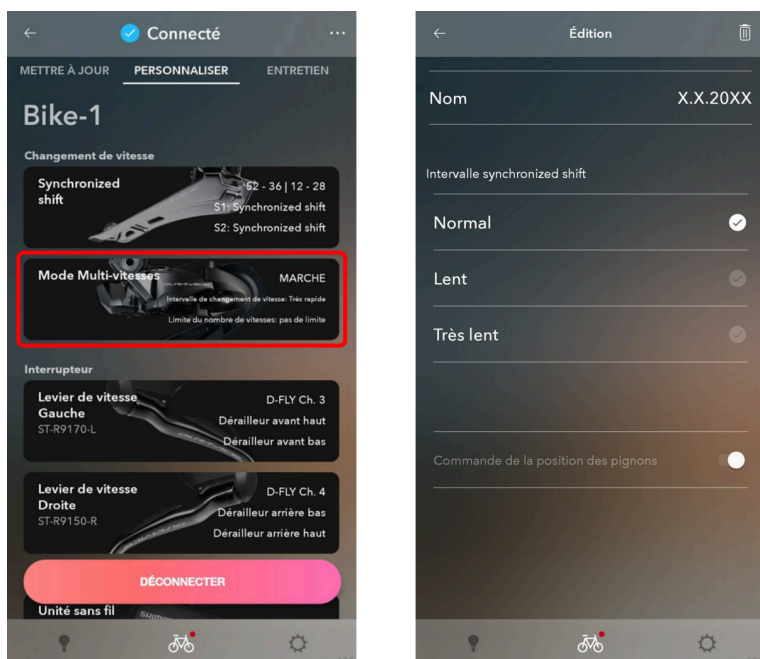 Connecté
METTRE À JOUR PERSONNALISER ENTRETIEN
Bike-1
Changement de vitesse
Synchronized shift
52 - 36 | 12 - 28
S1: Synchronized shift
S2: Synchronized shift
Mode Multi-vitesses
MARCHE
Intervalle de changement de vitesse: Très rapide
Limite du nombre de vitesses: pas de limite
Interrupteur
Levier de vitesse
Gauche
ST-R9170-L
D-FLY Ch. 3
Dérailleur avant haut
Dérailleur avant bas
Levier de vitesse
Droite
ST-R9150-R
D-FLY Ch. 4
Dérailleur arrière bas
Dérailleur arrière haut
DÉCONNECTER
Unité sans fil
Édition
Nom X.X.20XX
Intervalle synchronized shift
Normal
Lent
Très lent
Commande de la position des pignons